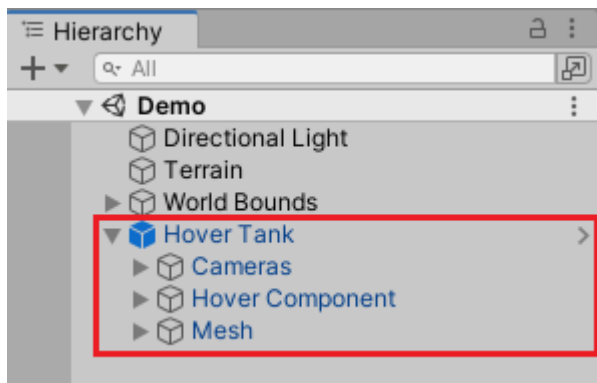 Hierarchy
All
Demo
Directional Light
Terrain
World Bounds
Hover Tank
Cameras
Hover Component
Mesh